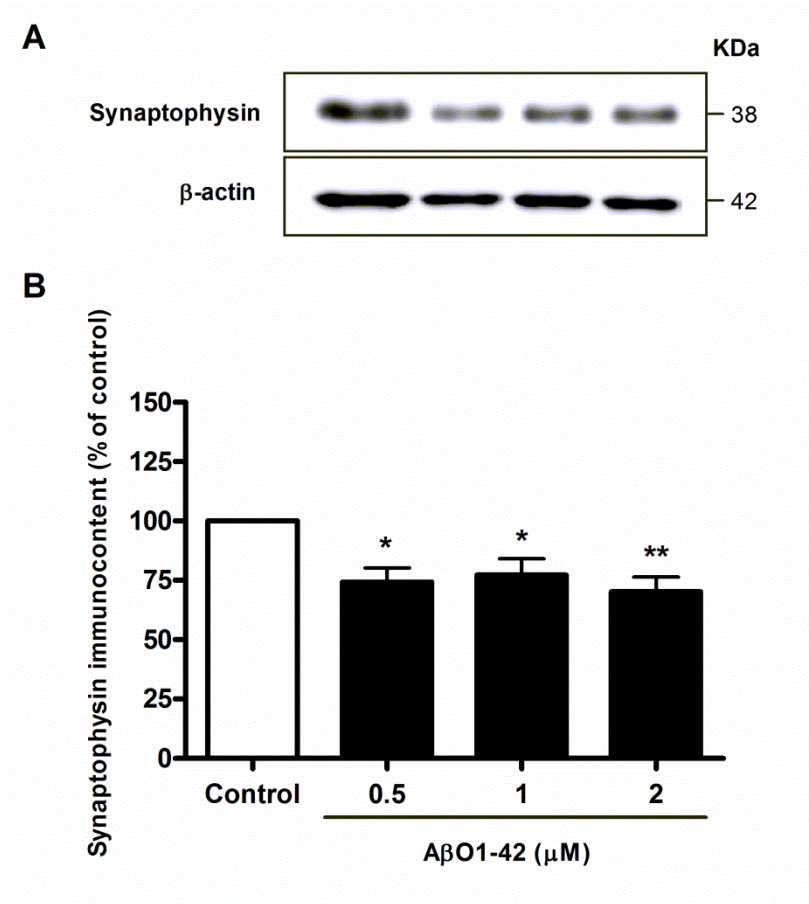 A
KDa
Synaptophysin
38
β-actin
42
B
Synaptophysin immunocontent (% of control)
150
125
100
75
50
25
0
*
*
**
Control 0.5 1 2
AβO1-42 (μM)